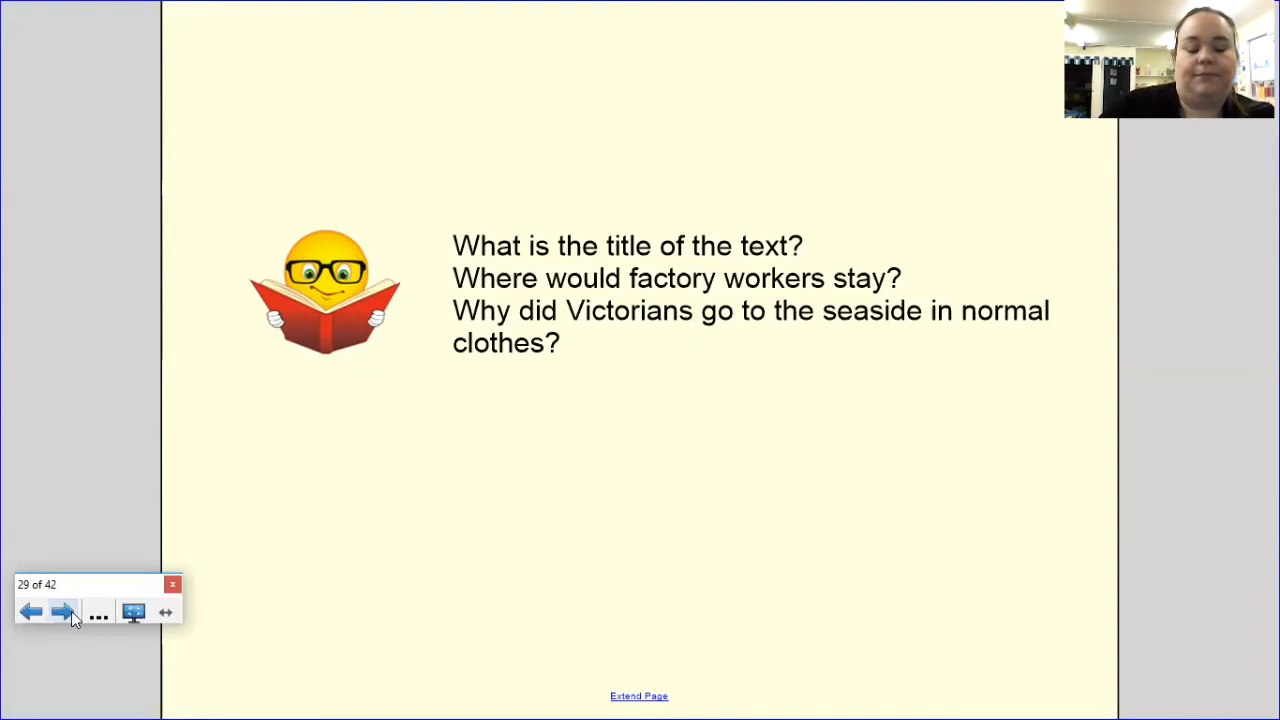 What is the title of the text?
Where would factory workers stay?
Why did Victorians go to the seaside in normal
clothes?
29 of 42
x
...
Extend Page